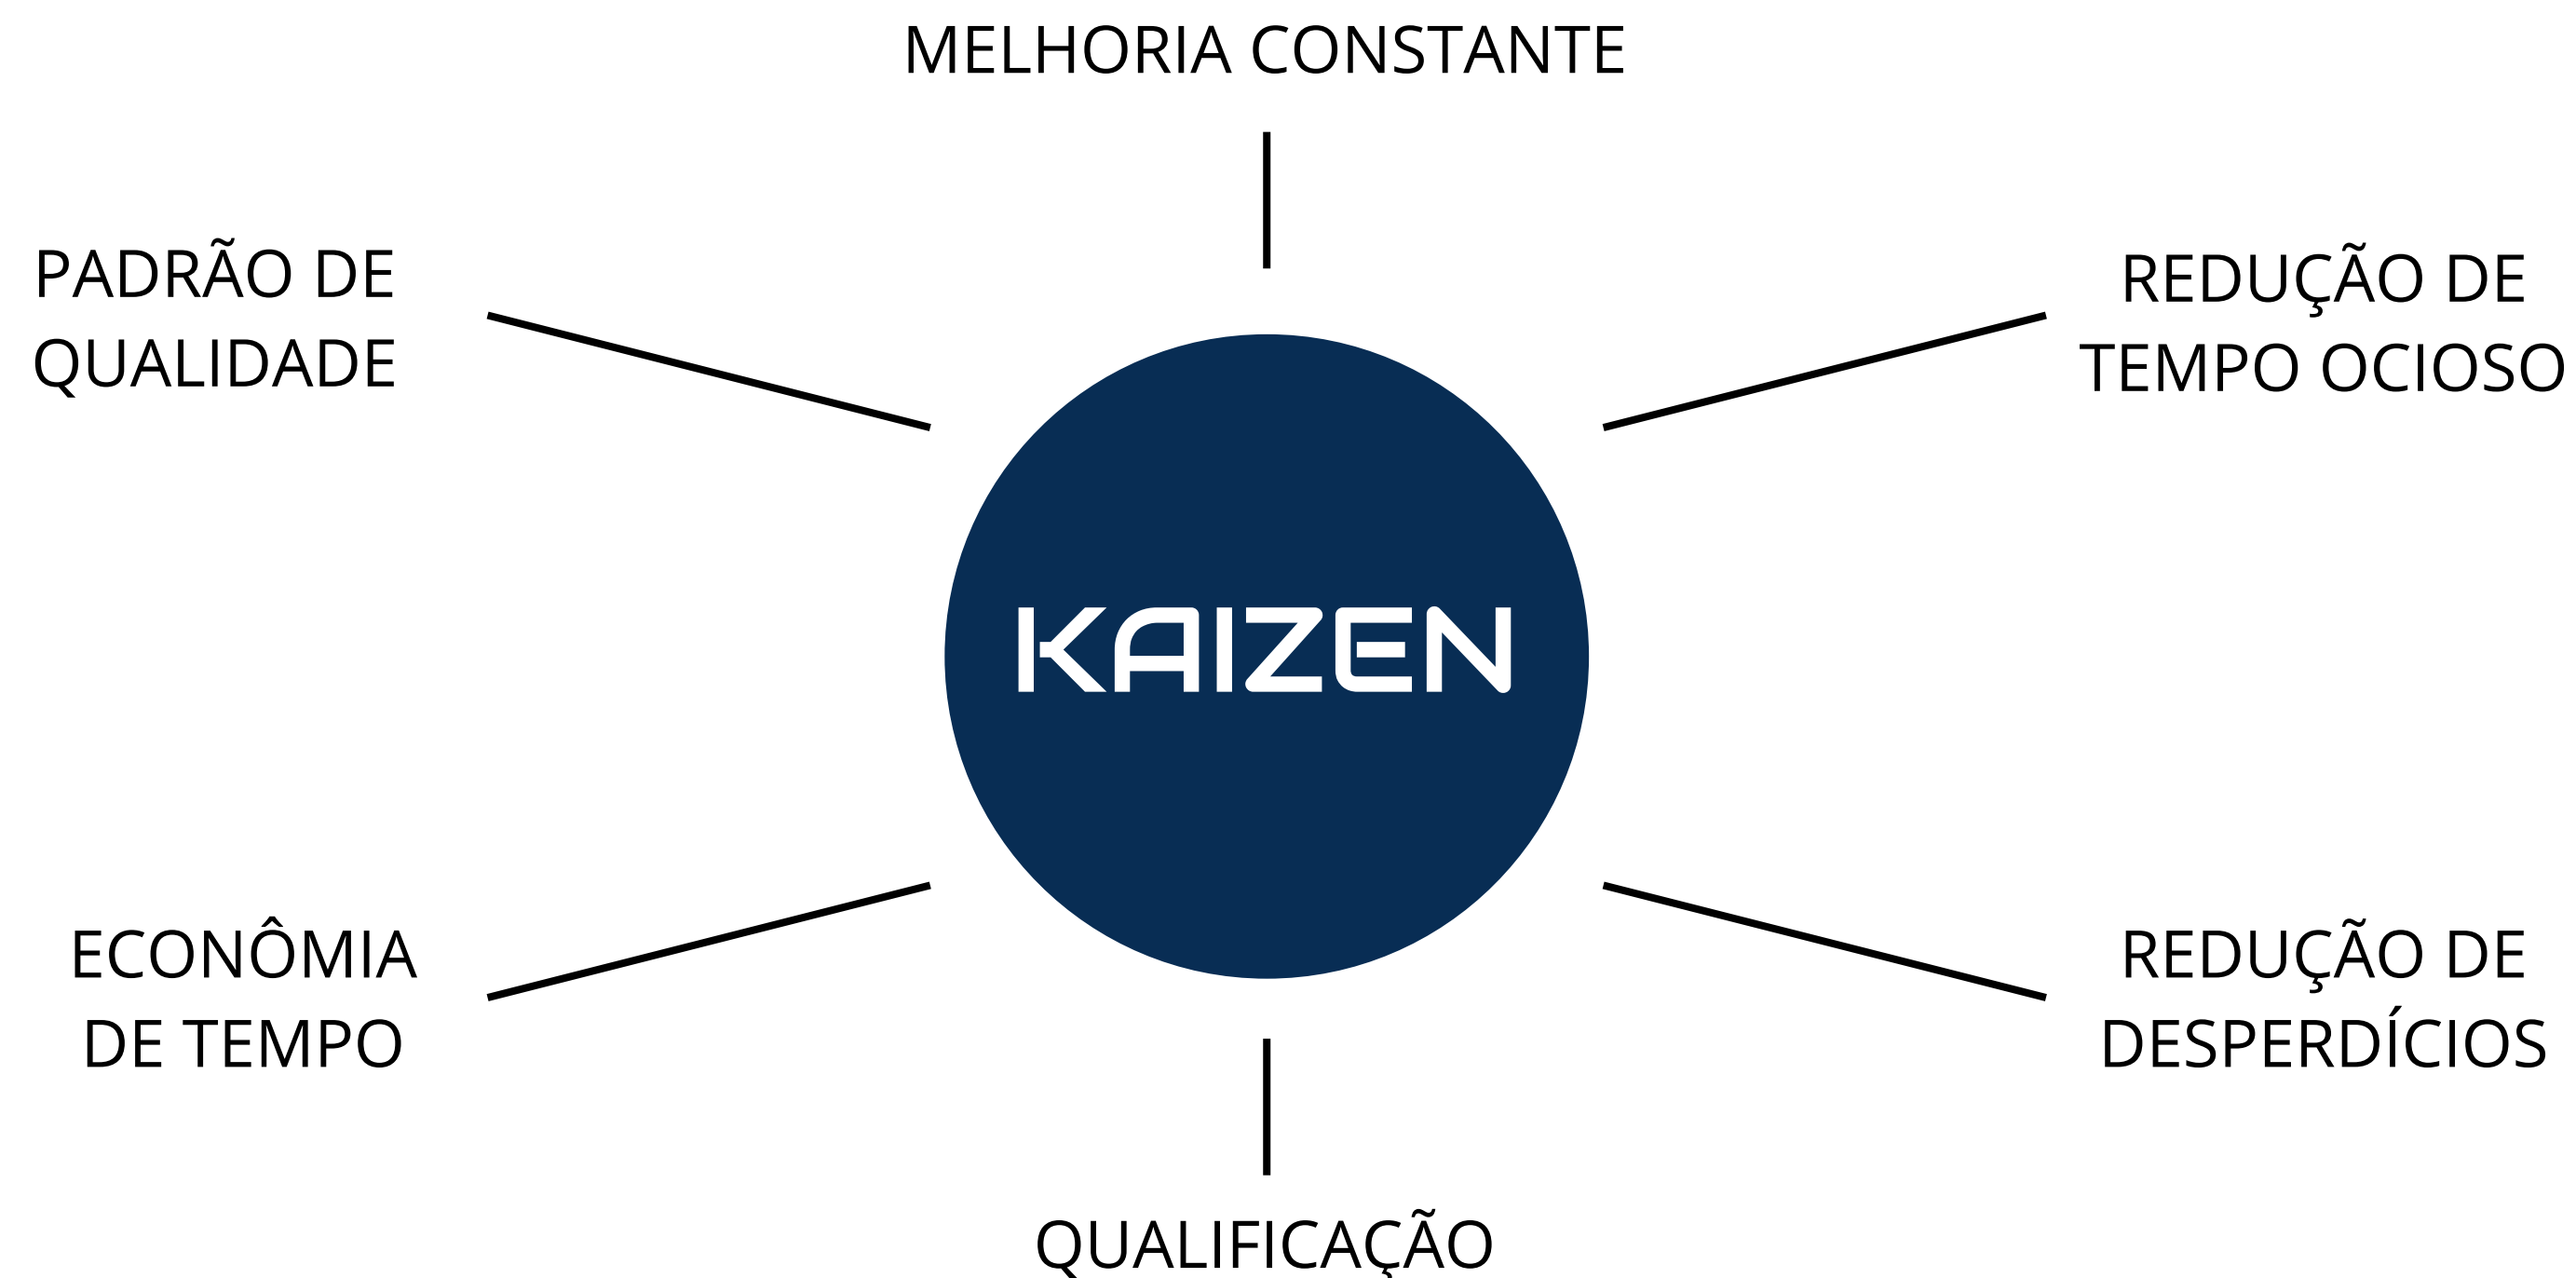 MELHORIA CONSTANTE
PADRÃO DE
QUALIDADE
REDUÇÃO DE
TEMPO OCIOSO
KAIZEN
ECONÔMIA
DE TEMPO
REDUÇÃO DE
DESPERDÍCIOS
QUALIFICAÇÃO